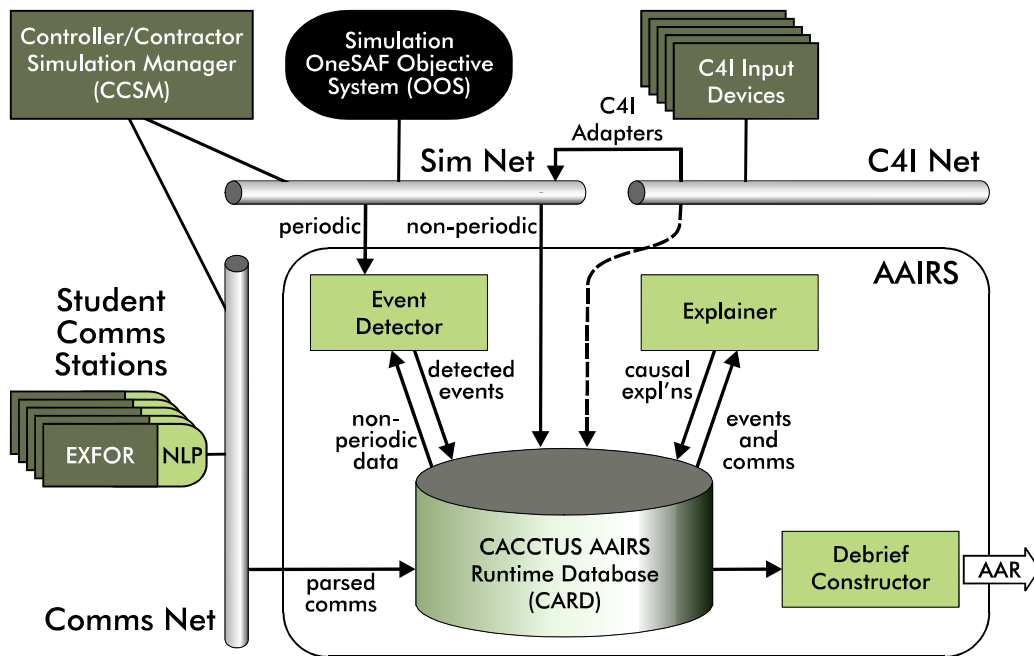 Controller/Contractor
Simulation Manager
(CCSM)
Simulation
OneSAF Objective
System (OOS)
C4I Input
Devices
C4I
Adapters
Sim Net
C4I Net
periodic
non-periodic
AAIRS
Student
Comms
Stations
Event
Detector
Explainer
detected
events
causal
expl'ns
non-
periodic
data
events
and
comms
EXFOR
NLP
CACCTUS AAIRS
Runtime Database
(CARD)
Debrief
Constructor
AAR
parsed
comms
Comms Net